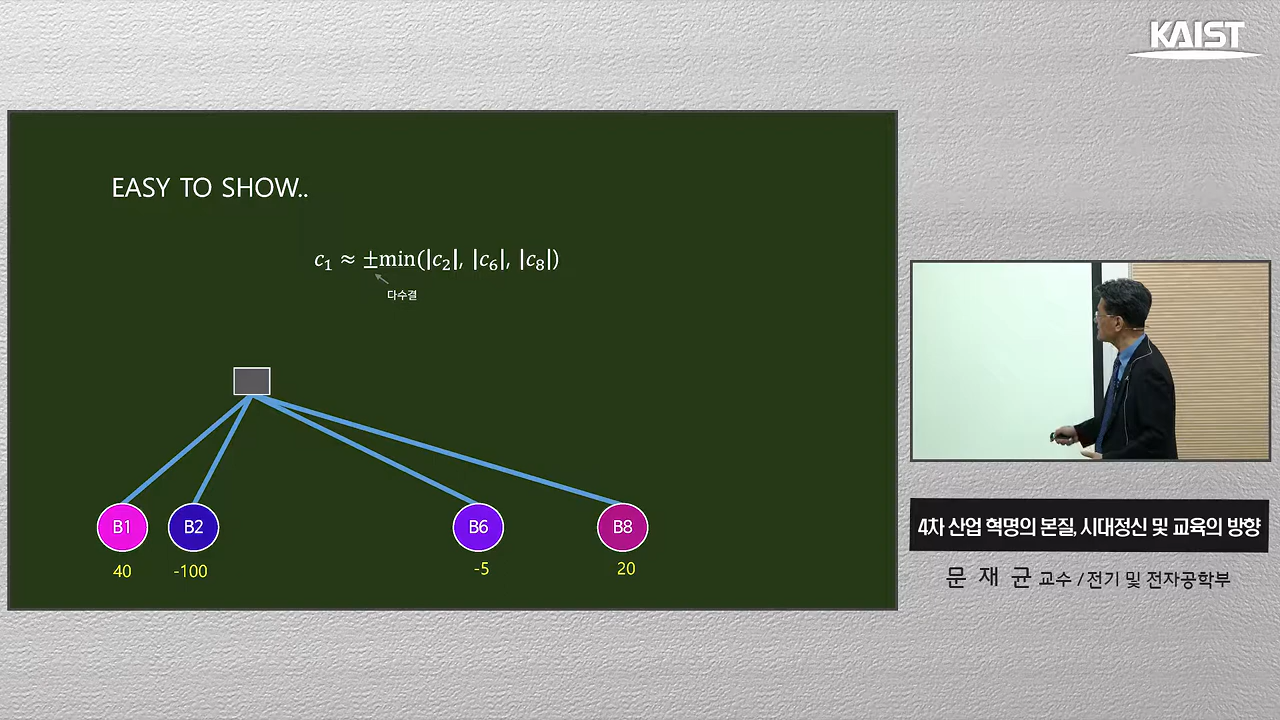 KAIST
EASY TO SHOW..
c₁ ≈ ±min(|c₂|, |c₆|, |c₈|)
다수결
B1 B2 B6 B8
40 -100 -5 20
4차 산업 혁명의 본질, 시대정신 및 교육의 방향
문 재 균 교수 / 전기 및 전자공학부